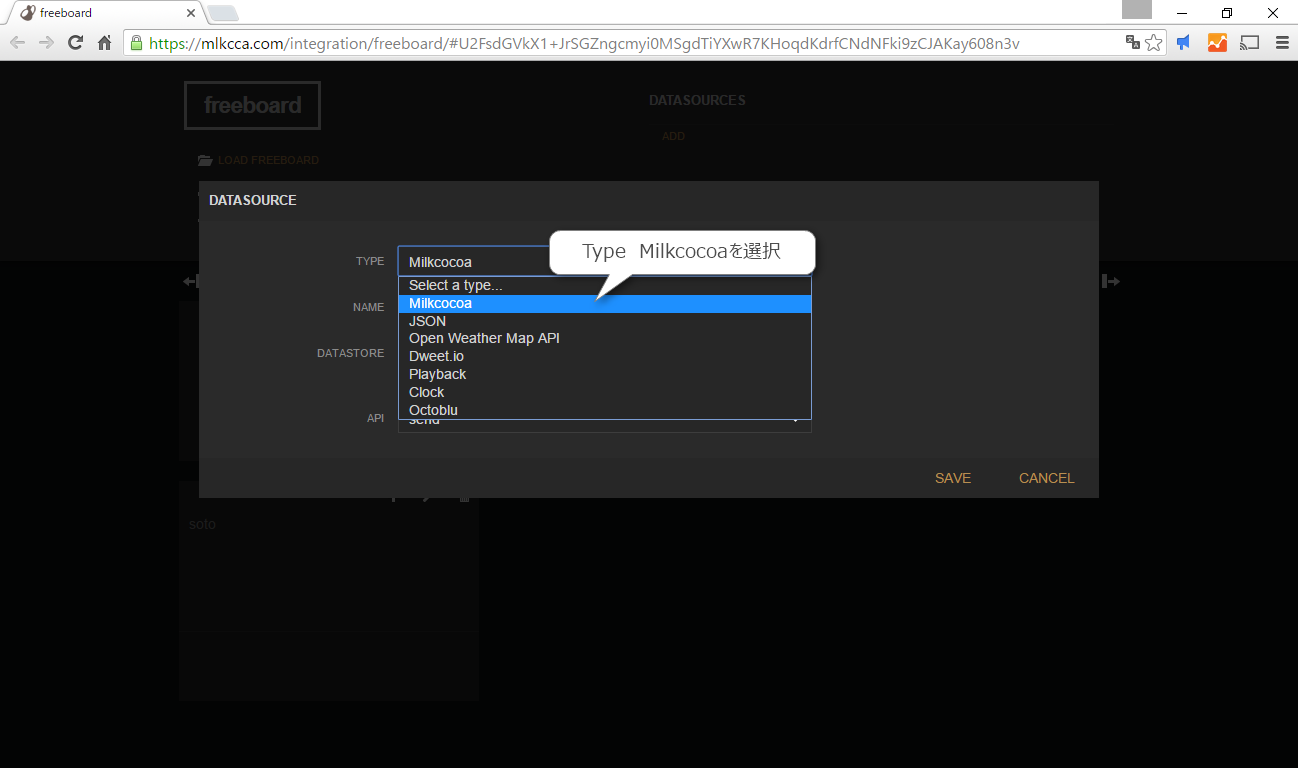 freeboard
https://mlkcca.com/integration/freeboard/#U2FsdGVkX1+JrSGZngcmyi0MSgdTiYXwR7KHoqdKdrfCNdNFki9zCJAKay608n3v
freeboard
DATASOURCES
ADD
LOAD FREEBOARD
DATASOURCE
Type Milkcocoaを選択
TYPE
Milkcocoa
Select a type...
Milkcocoa
JSON
Open Weather Map API
Dweet.io
Playback
Clock
Octoblu
NAME
DATASTORE
API
send
SAVE
CANCEL
soto